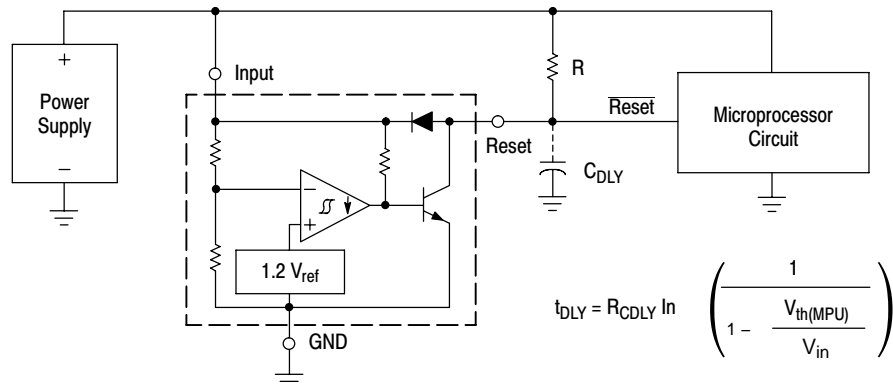 Input
R
Power
Supply
+
−
Reset
Reset
Microprocessor
Circuit
C_DLY
−
+
1.2 V_ref
GND
t_DLY = R_CDLY In ( 1 / ( 1 − V_th(MPU) / V_in ) )